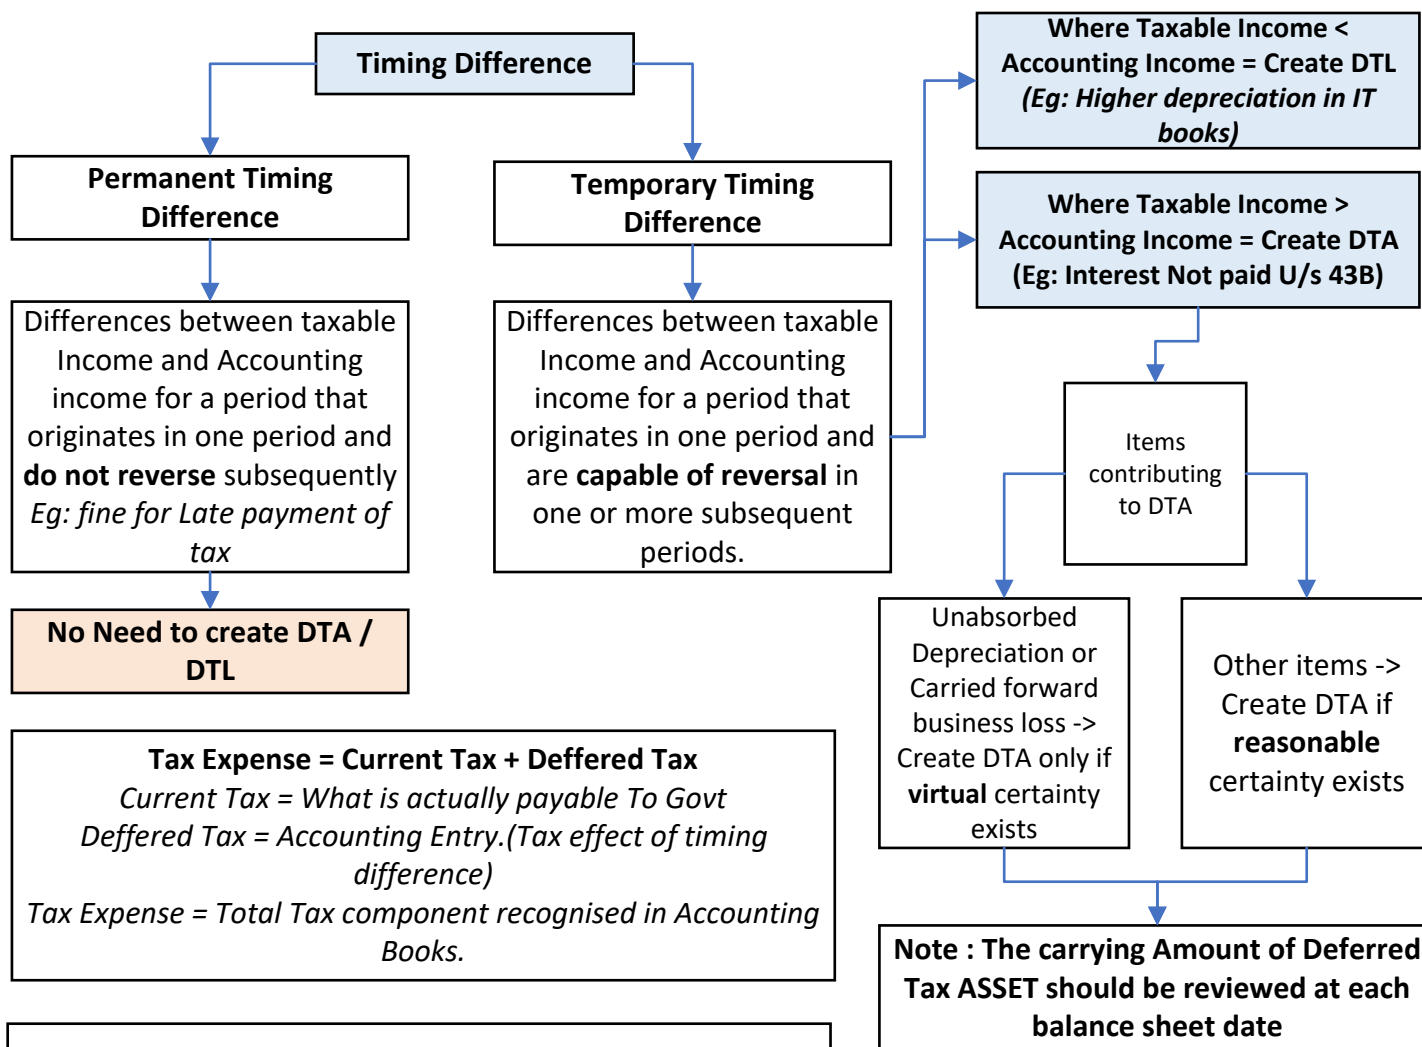 Timing Difference
Permanent Timing
Difference
Differences between taxable
Income and Accounting
income for a period that
originates in one period and
do not reverse subsequently
Eg: fine for Late payment of
tax
No Need to create DTA /
DTL
Temporary Timing
Difference
Differences between taxable
Income and Accounting
income for a period that
originates in one period and
are capable of reversal in
one or more subsequent
periods.
Where Taxable Income <
Accounting Income = Create DTL
(Eg: Higher depreciation in IT
books)
Where Taxable Income >
Accounting Income = Create DTA
(Eg: Interest Not paid U/s 43B)
Items
contributing
to DTA
Unabsorbed
Depreciation or
Carried forward
business loss ->
Create DTA only if
virtual certainty
exists
Other items ->
Create DTA if
reasonable
certainty exists
Note : The carrying Amount of Deferred
Tax ASSET should be reviewed at each
balance sheet date
Tax Expense = Current Tax + Deffered Tax
Current Tax = What is actually payable To Govt
Deffered Tax = Accounting Entry.(Tax effect of timing
difference)
Tax Expense = Total Tax component recognised in Accounting
Books.